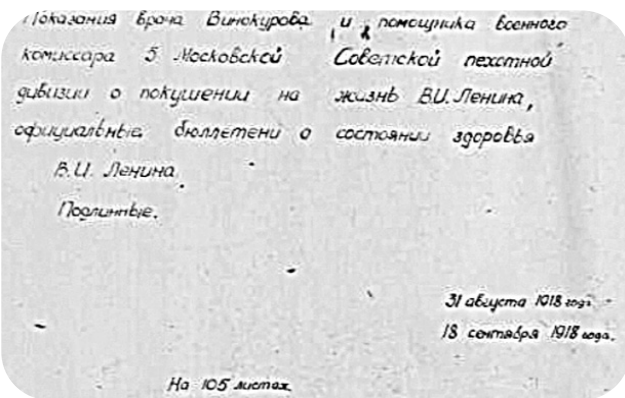 Показания врача Винокурова и помощника военного
комиссара 5 Московской Советской пехотной
дивизии о покушении на жизнь В.И. Ленина,
официальные бюллетени о состоянии здоровья
В.И. Ленина.
Подлинные.
31 августа 1918 года -
18 сентября 1918 года.
На 105 листах